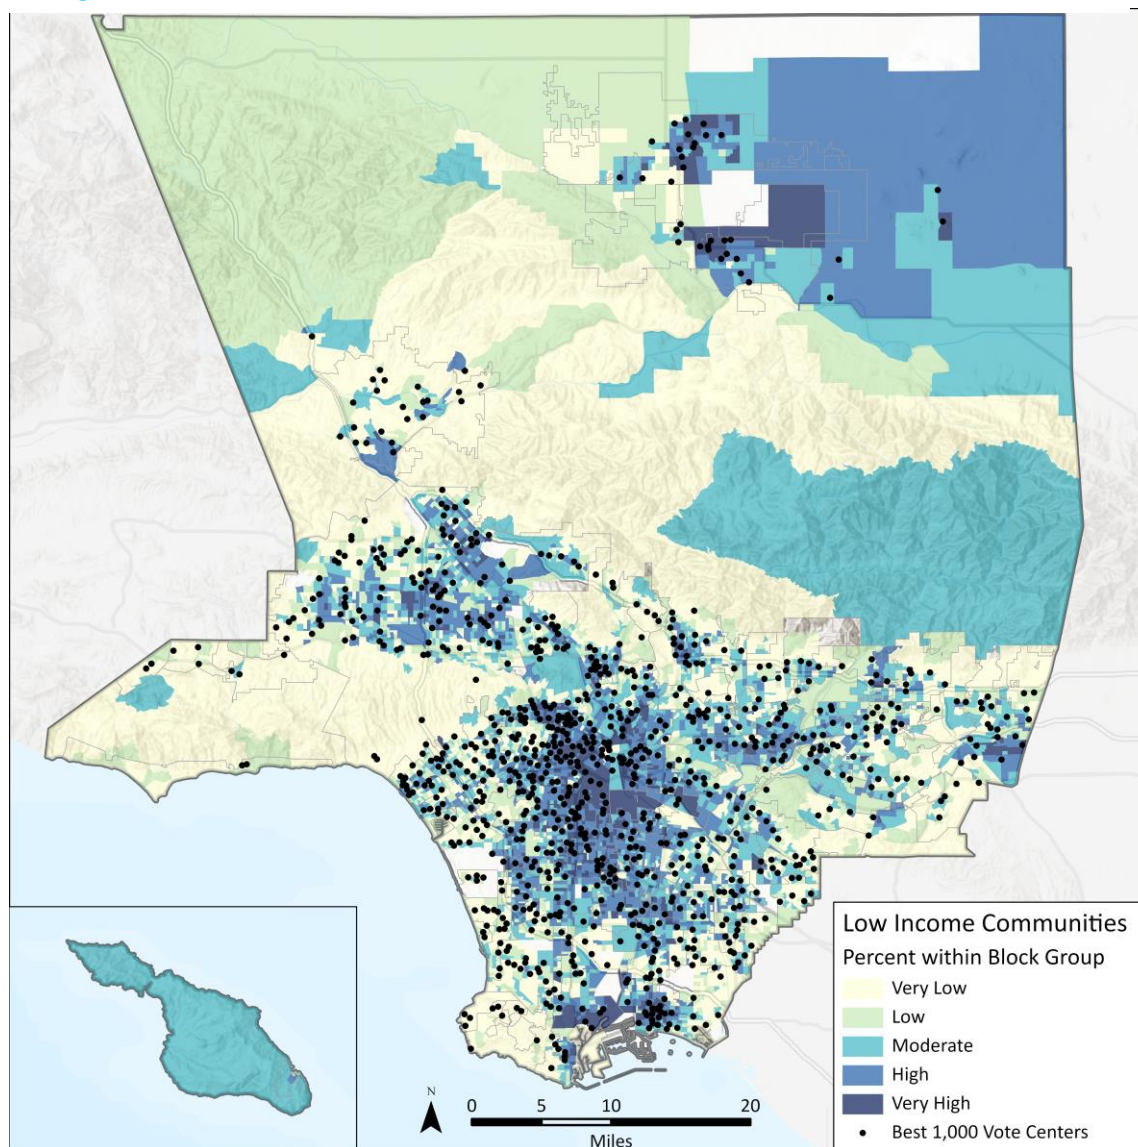 Low Income Communities
Percent within Block Group
Very Low
Low
Moderate
High
Very High
Best 1,000 Vote Centers
N
0 5 10 20
Miles